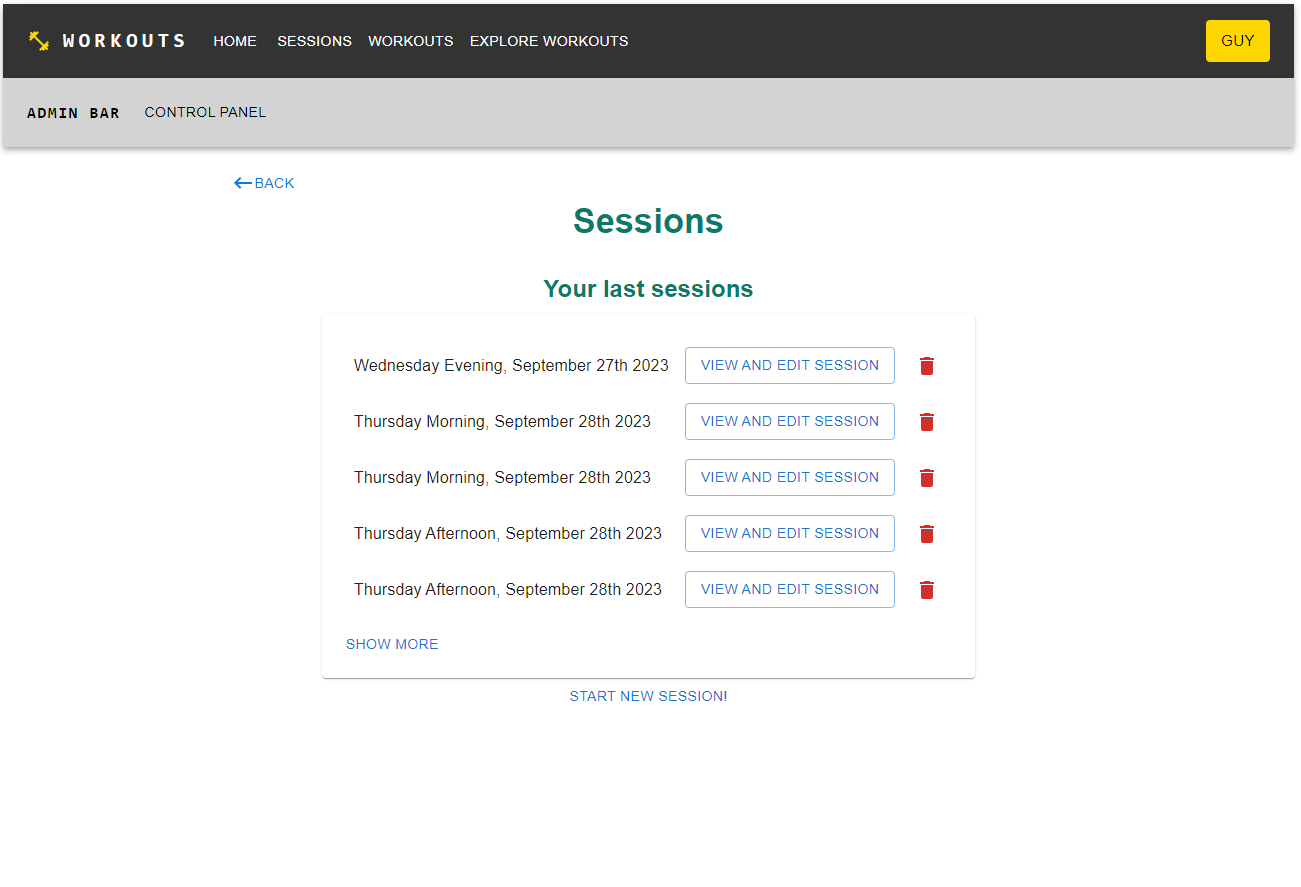 WORKOUTS HOME SESSIONS WORKOUTS EXPLORE WORKOUTS GUY
ADMIN BAR CONTROL PANEL
BACK
Sessions
Your last sessions
Wednesday Evening, September 27th 2023 VIEW AND EDIT SESSION
Thursday Morning, September 28th 2023 VIEW AND EDIT SESSION
Thursday Morning, September 28th 2023 VIEW AND EDIT SESSION
Thursday Afternoon, September 28th 2023 VIEW AND EDIT SESSION
Thursday Afternoon, September 28th 2023 VIEW AND EDIT SESSION
SHOW MORE
START NEW SESSION!